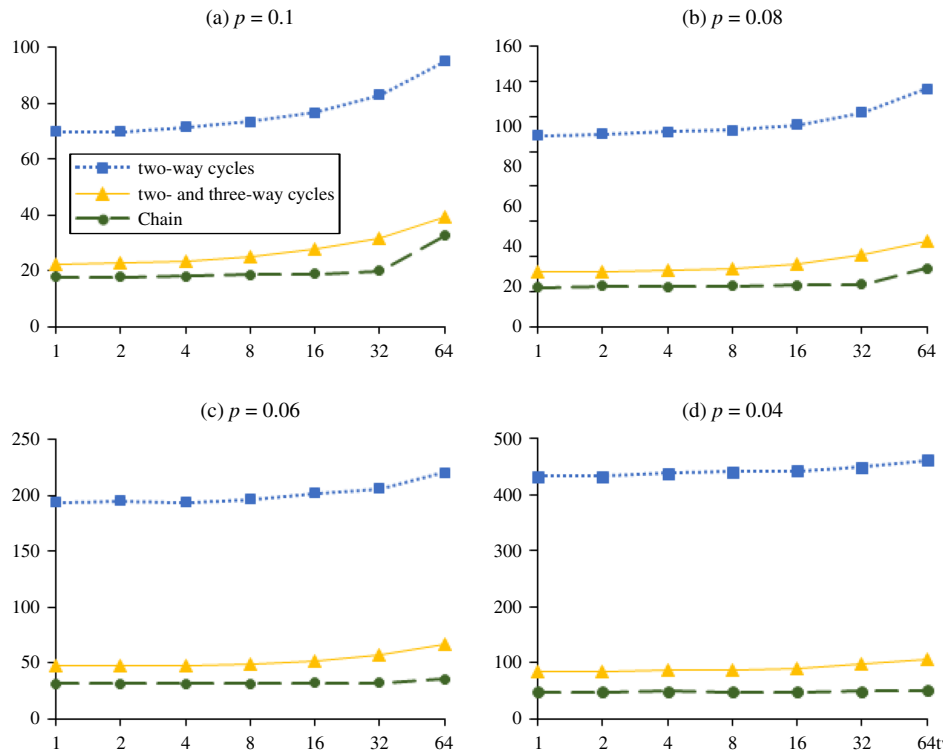 (a) p = 0.1
100
80
60
40
20
0
two-way cycles
two- and three-way cycles
Chain
1 2 4 8 16 32 64
(b) p = 0.08
160
140
120
100
80
60
40
20
0
1 2 4 8 16 32 64
(c) p = 0.06
250
200
150
100
50
0
1 2 4 8 16 32 64
(d) p = 0.04
500
400
300
200
100
0
1 2 4 8 16 32 64t